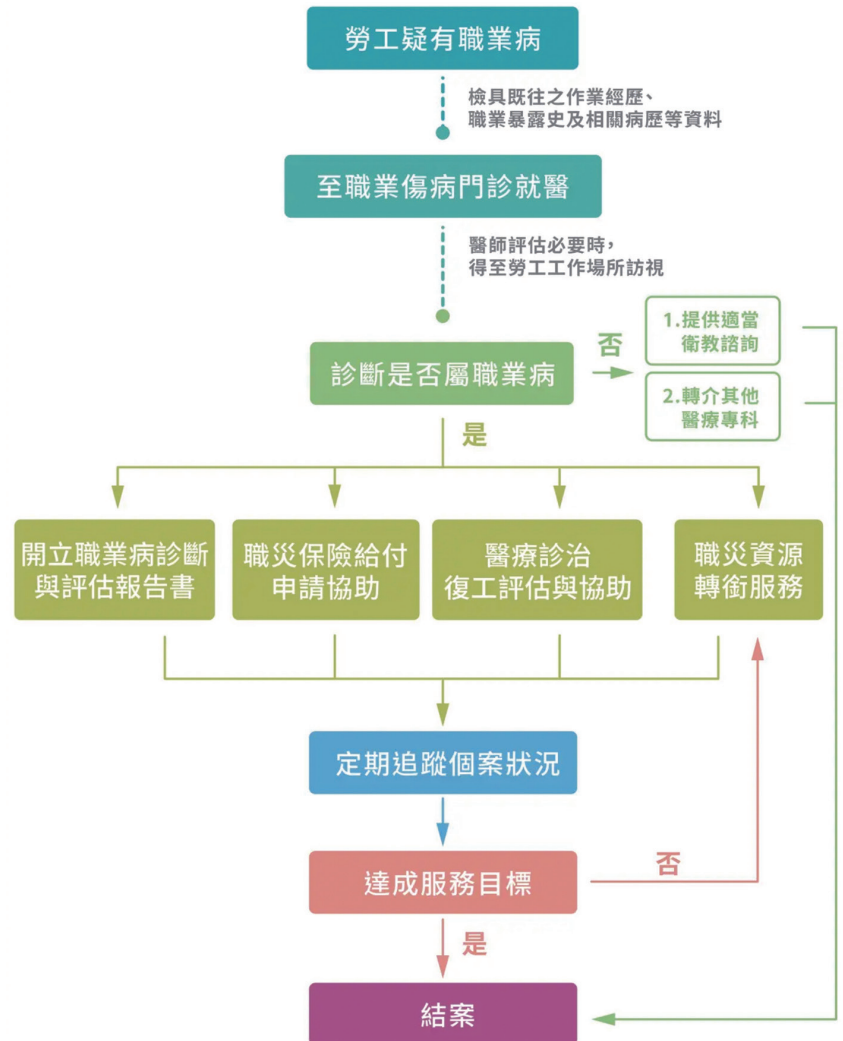 勞工疑有職業病
檢具既往之作業經歷、
職業暴露史及相關病歷等資料
至職業傷病門診就醫
醫師評估必要時，
得至勞工工作場所訪視
診斷是否屬職業病
否
1.提供適當
衛教諮詢
2.轉介其他
醫療專科
是
開立職業病診斷
與評估報告書
職災保險給付
申請協助
醫療診治
復工評估與協助
職災資源
轉銜服務
定期追蹤個案狀況
達成服務目標
否
是
結案